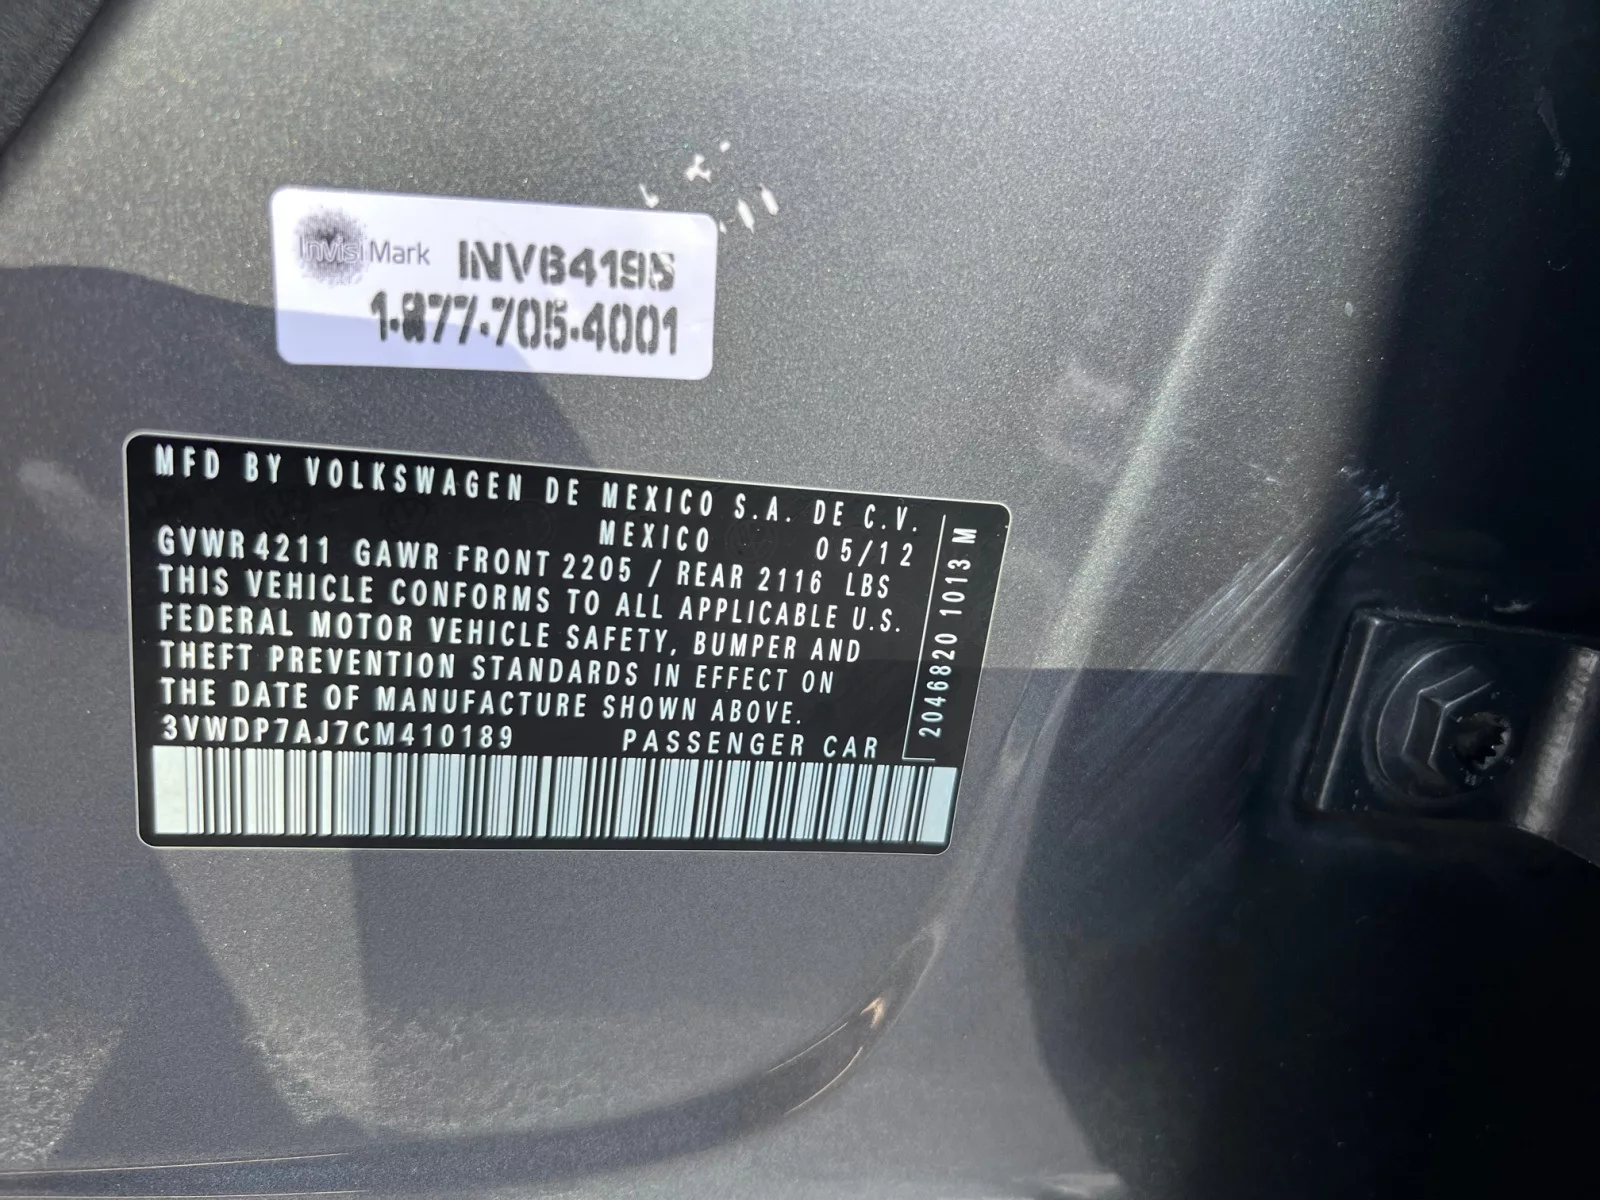 InvisiMark INV64195
1-877-705-4001
MFD BY VOLKSWAGEN DE MEXICO S.A. DE C.V.
MEXICO 05/12
GVWR 4211 GAWR FRONT 2205 / REAR 2116 LBS
THIS VEHICLE CONFORMS TO ALL APPLICABLE U.S.
FEDERAL MOTOR VEHICLE SAFETY, BUMPER AND
THEFT PREVENTION STANDARDS IN EFFECT ON
THE DATE OF MANUFACTURE SHOWN ABOVE.
3VWDP7AJ7CM410189 PASSENGER CAR
2046820 1013 M